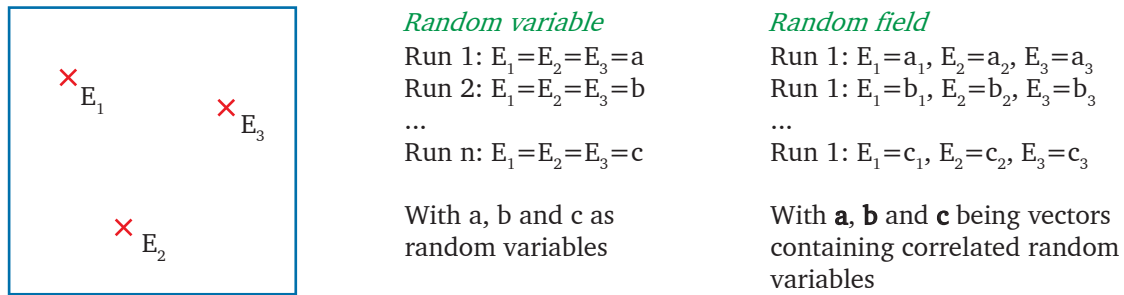 E₁
E₃
E₂
Random variable
Run 1: E₁=E₂=E₃=a
Run 2: E₁=E₂=E₃=b
...
Run n: E₁=E₂=E₃=c
With a, b and c as
random variables
Random field
Run 1: E₁=a₁, E₂=a₂, E₃=a₃
Run 1: E₁=b₁, E₂=b₂, E₃=b₃
...
Run 1: E₁=c₁, E₂=c₂, E₃=c₃
With a, b and c being vectors
containing correlated random
variables